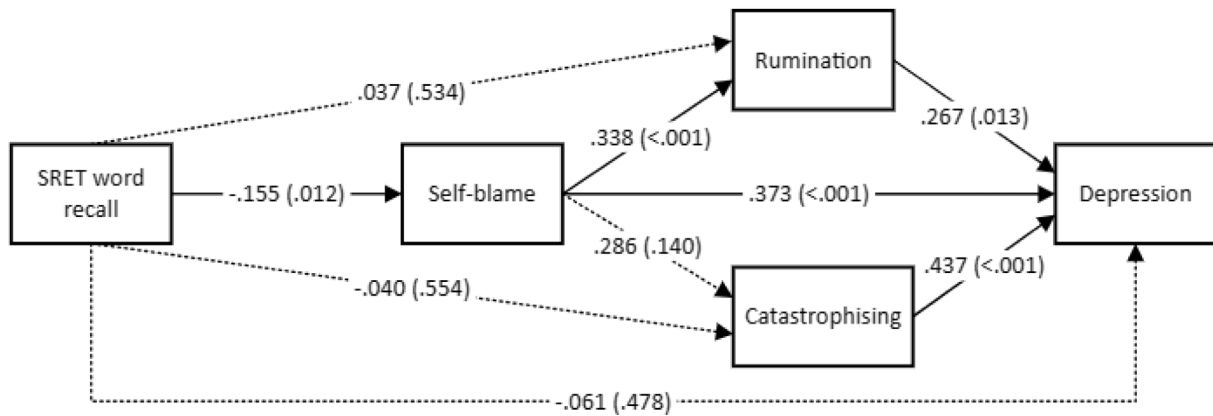 Rumination
.037 (.534)
.267 (.013)
.338 (<.001)
SRET word
recall
-.155 (.012)
Self-blame
.373 (<.001)
Depression
.286 (.140)
.437 (<.001)
-.040 (.554)
Catastrophising
-.061 (.478)